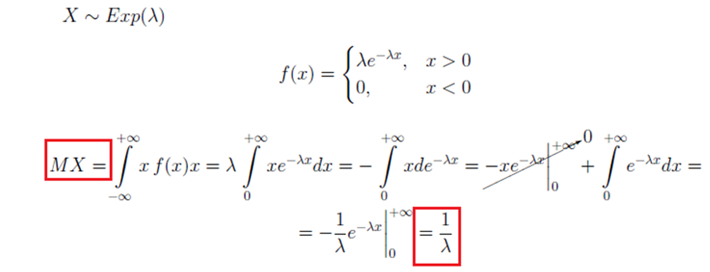 X ∼ Exp(λ)
f(x) = { λe^{−λx}, x > 0
0, x < 0
MX = ∫_{−∞}^{+∞} x f(x)x = λ ∫_0^{+∞} xe^{−λx}dx = − ∫_0^{+∞} xde^{−λx} = −xe^{−λx} |_0^{+∞} 0 + ∫_0^{+∞} e^{−λx}dx =
= −1/λ e^{−λx} |_0^{+∞} = 1/λ